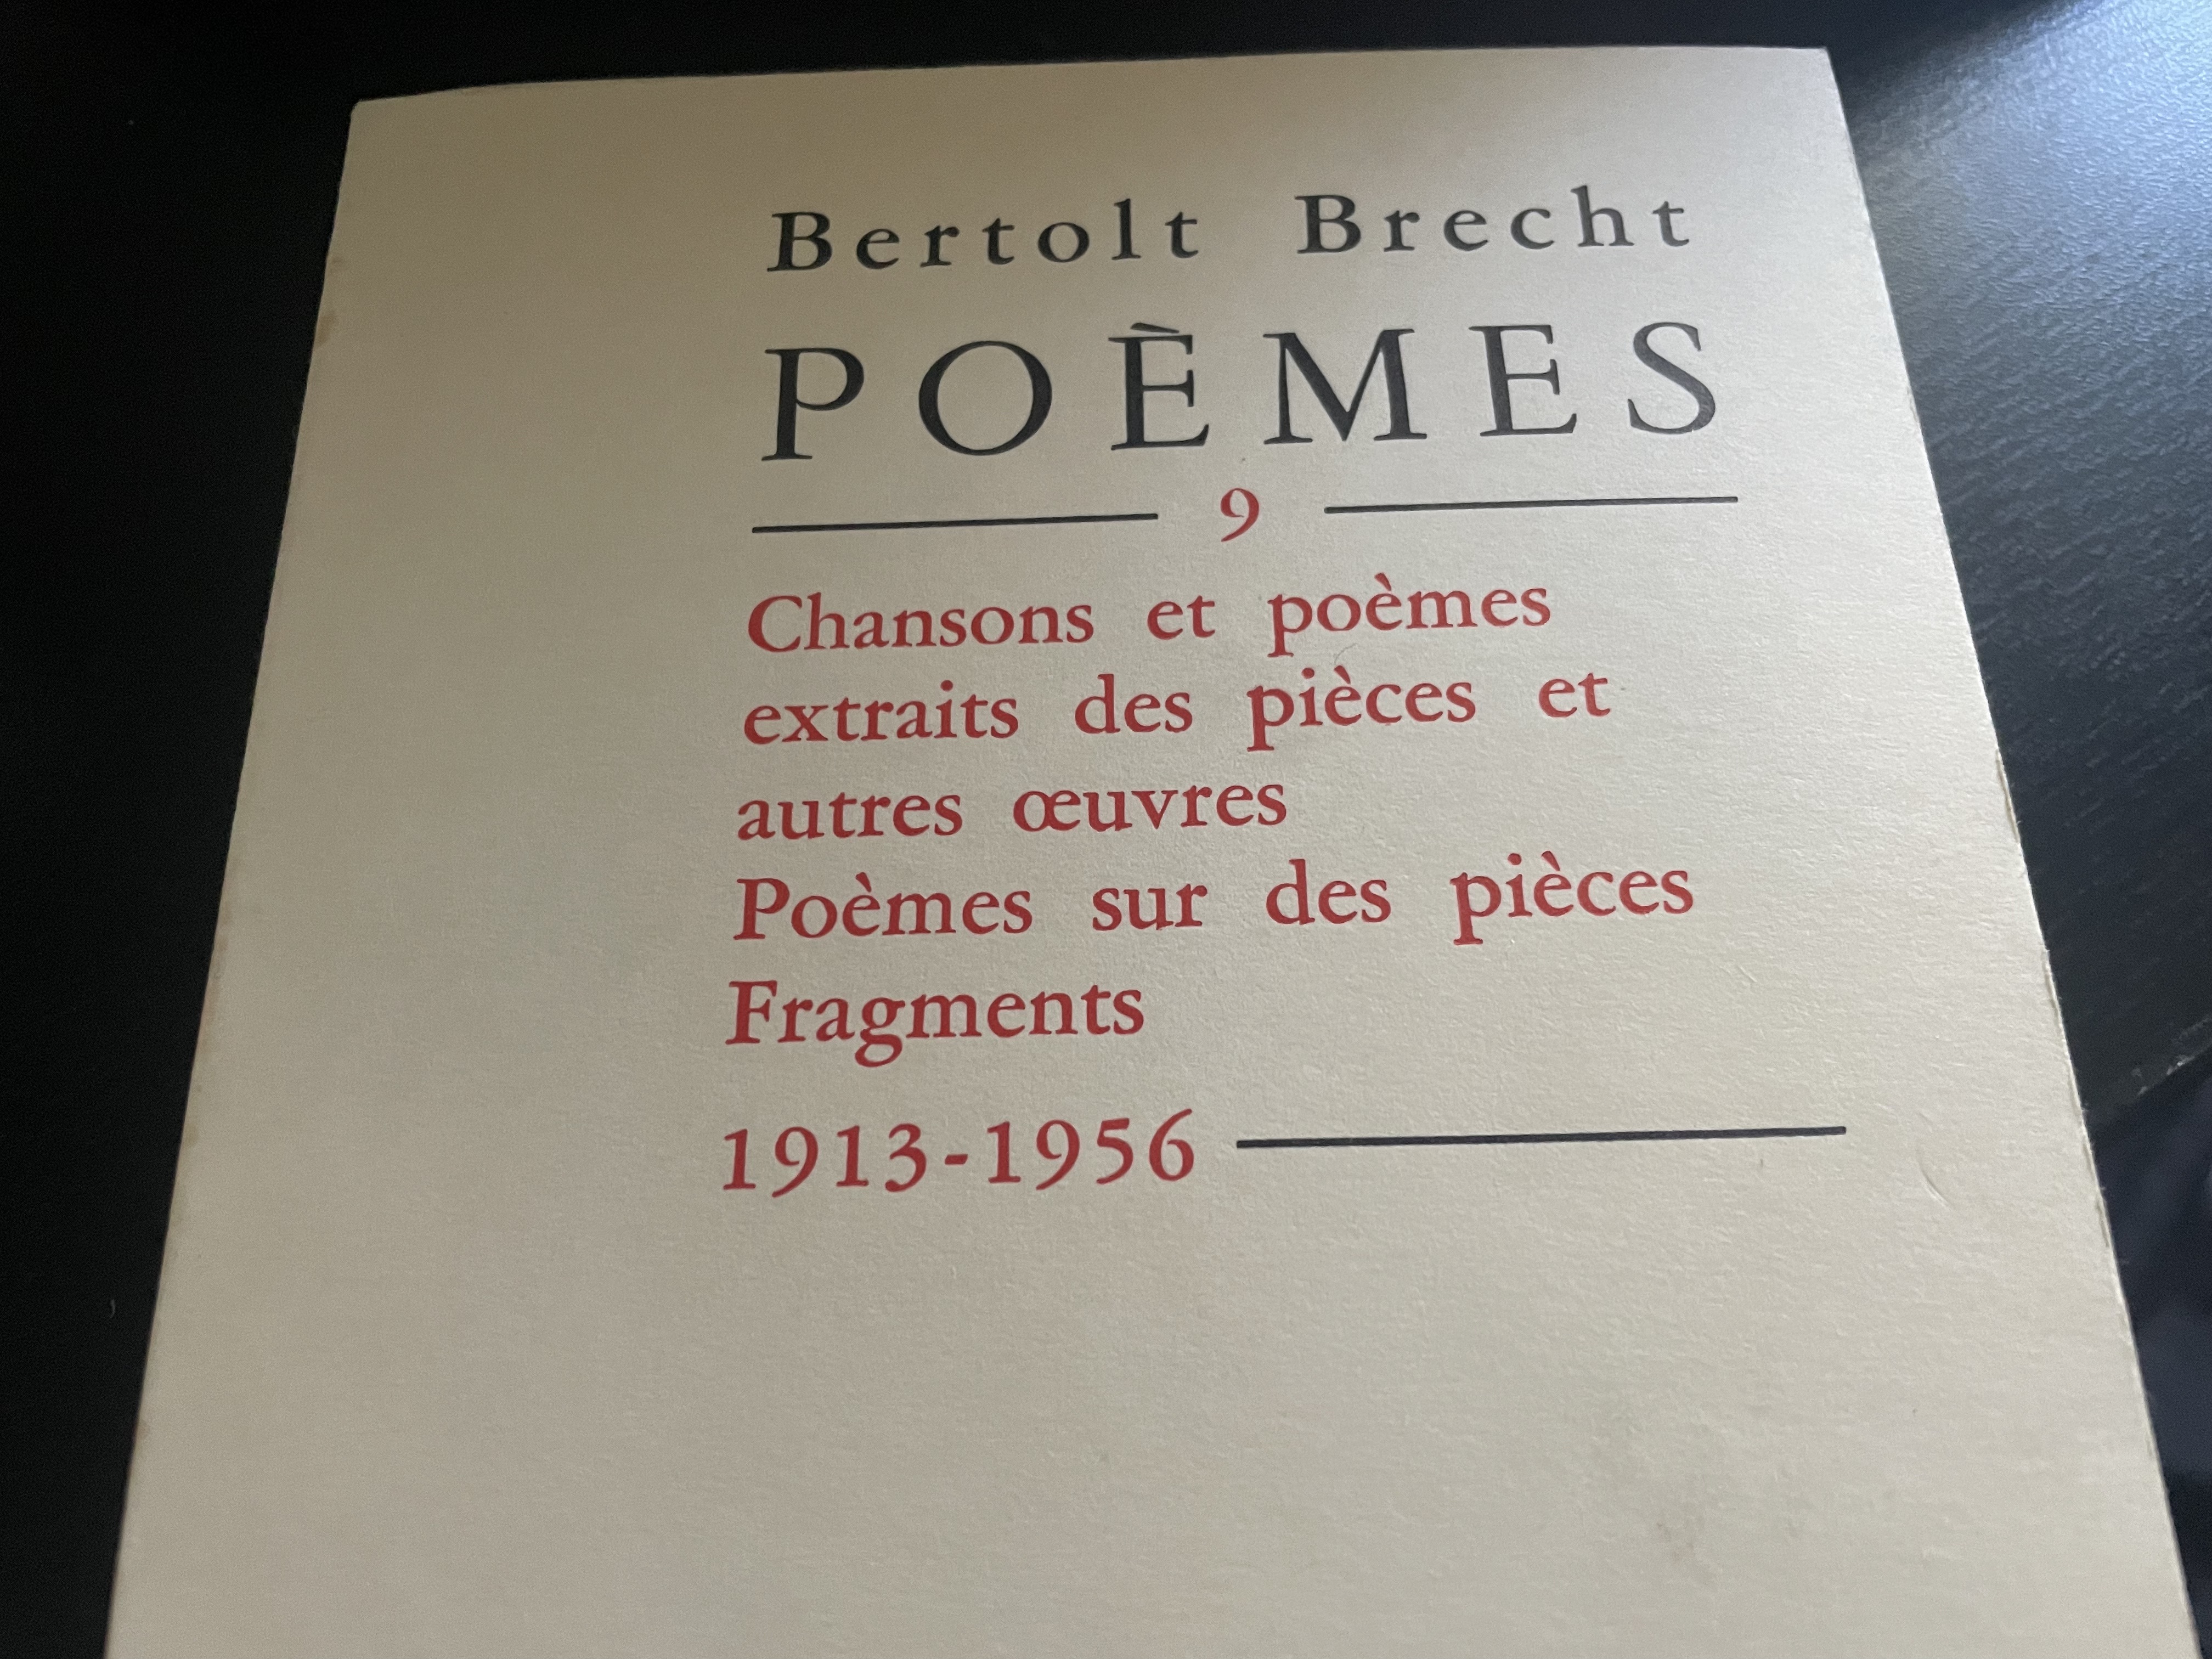 Bertolt Brecht
POÈMES
9
Chansons et poèmes
extraits des pièces et
autres œuvres
Poèmes sur des pièces
Fragments
1913-1956